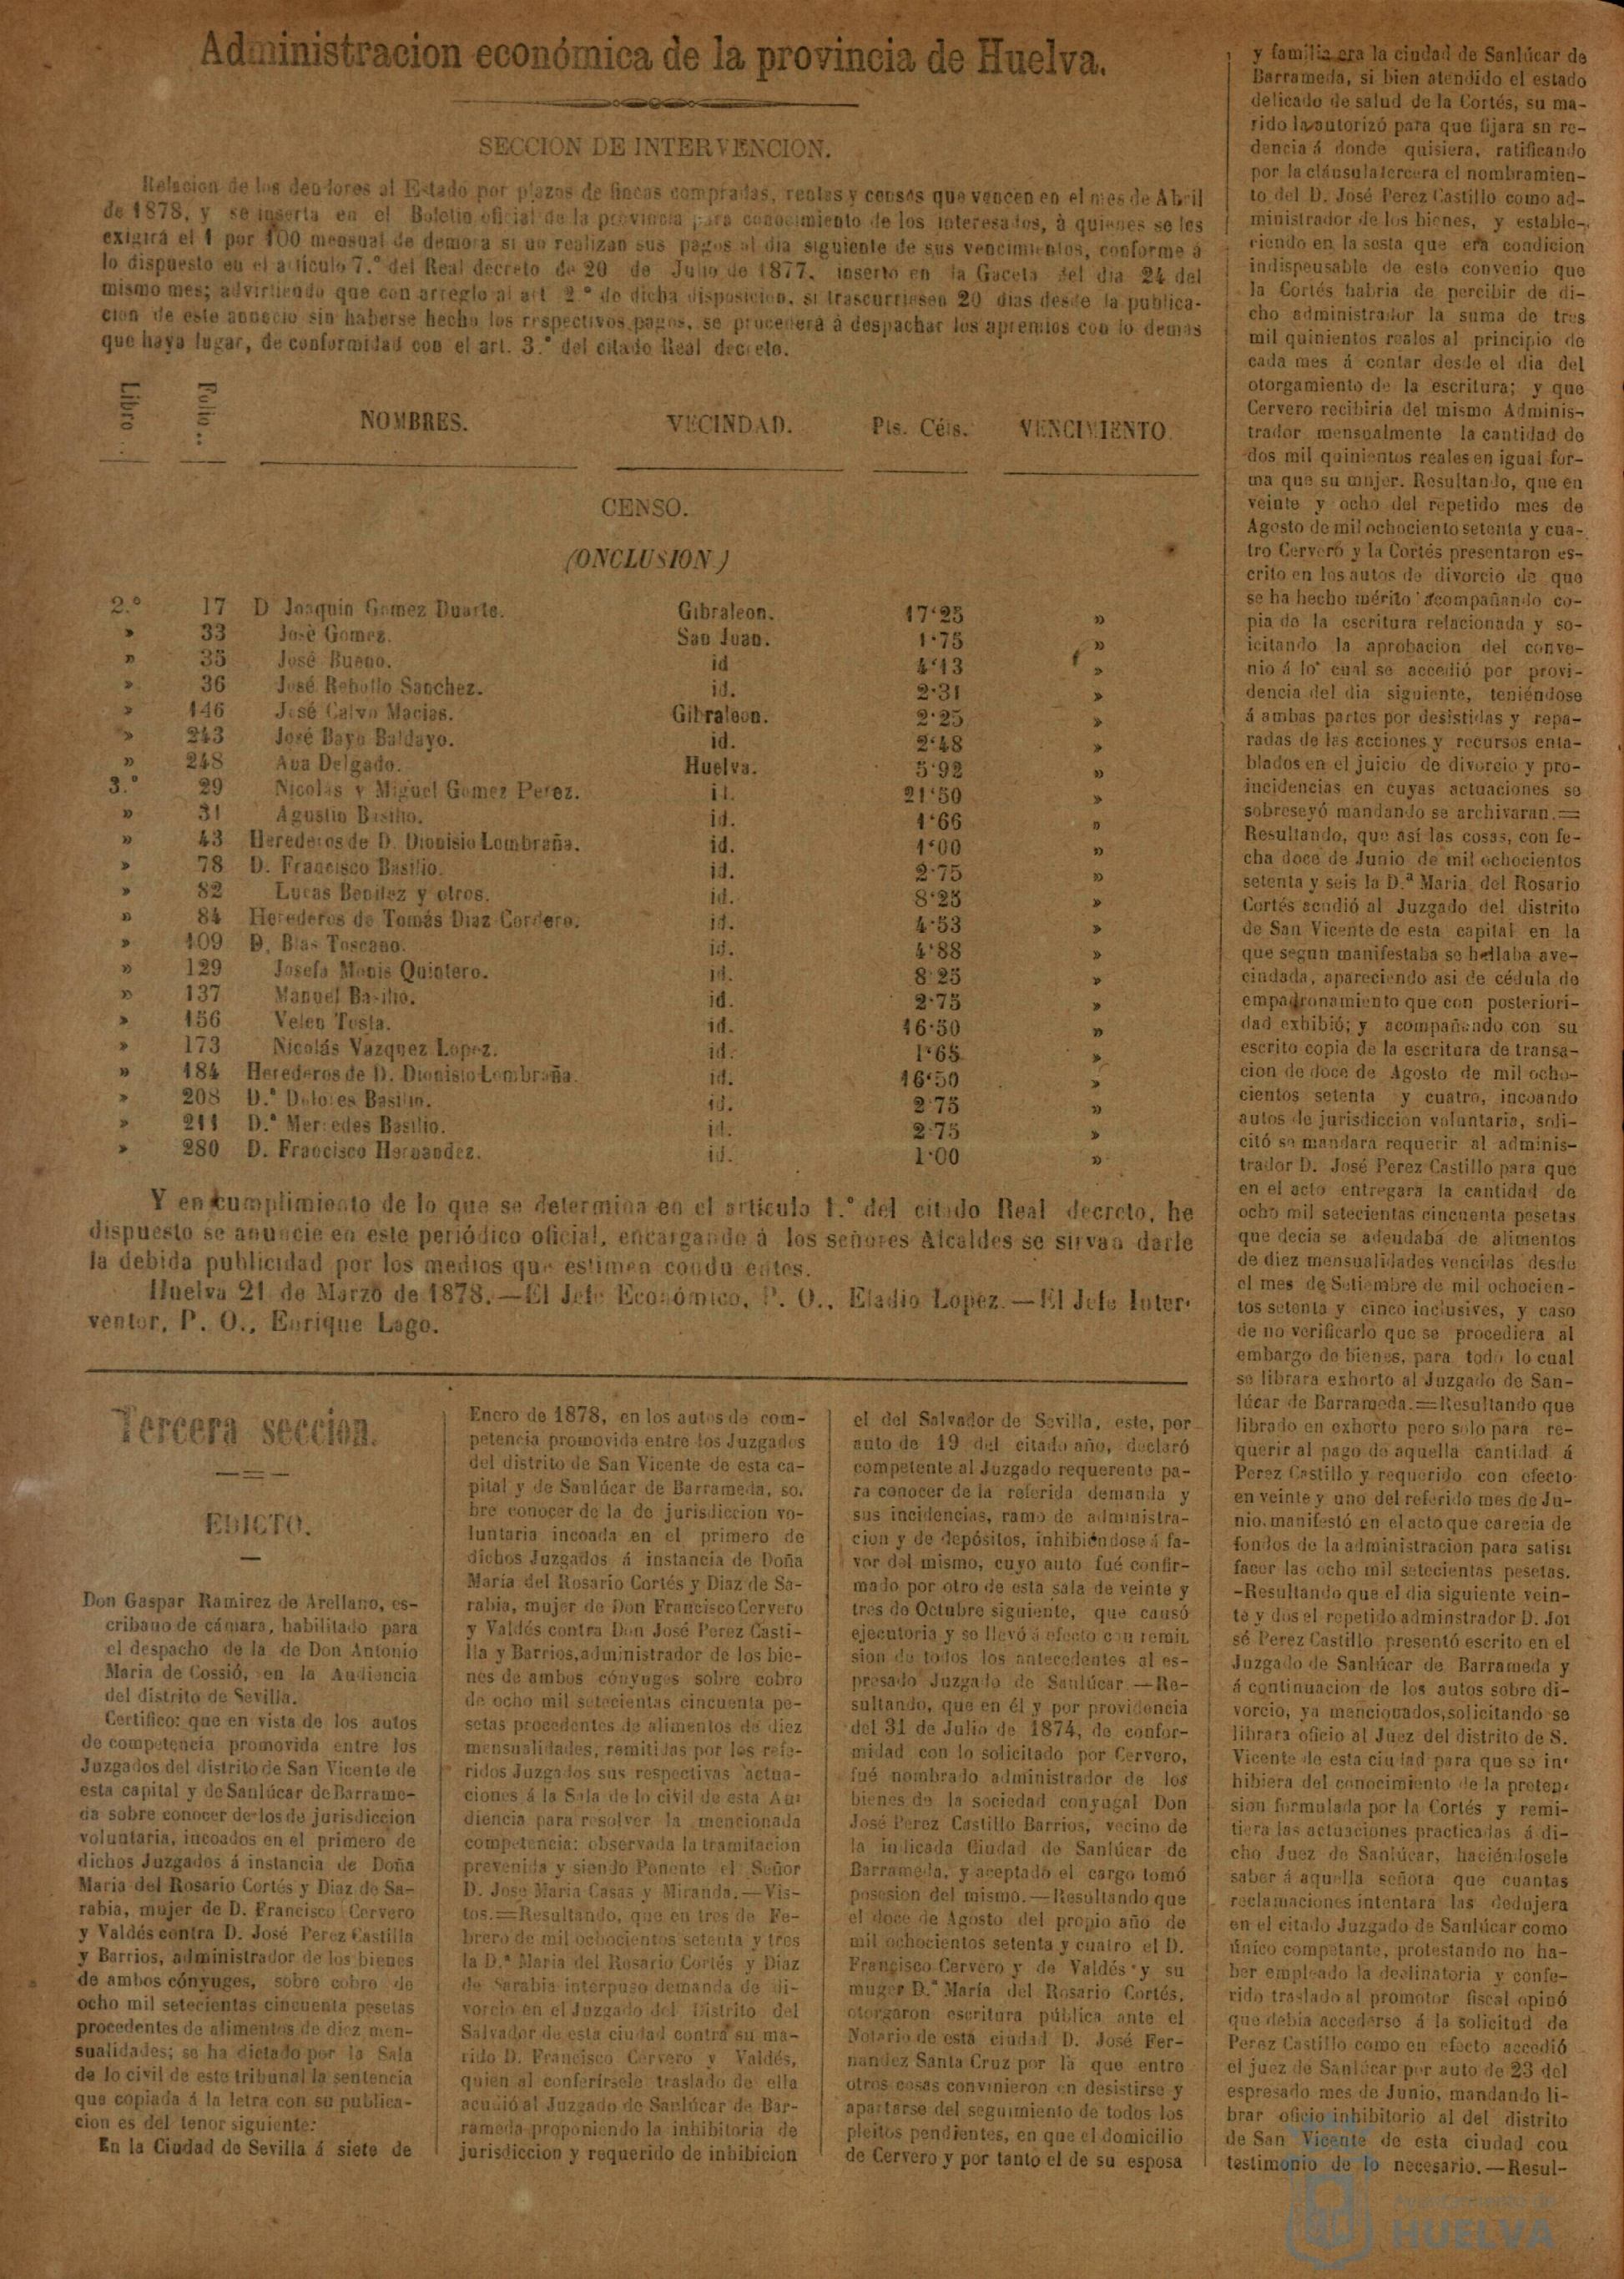 Administracion económica de la provincia de Huelva.
SECCION DE INTERVENCION.
Relacion de los deudores al Estado por plazos de fincas compradas, rentas y censos que vencen en el mes de Abril
de 1878, y se inserta en el Boletin oficial de la provincia para conocimiento de los interesados, à quienes se les
exigirá el 1 por 100 mensual de demora si no realizan sus pagos al dia siguiente de sus vencimientos, conforme à
lo dispuesto en el articulo 7.º del Real decreto de 20 de Julio de 1877, inserto en la Gaceta del dia 24 del
mismo mes; advirtiendo que con arreglo al art 2.º de dicha disposicion, si trascurriesen 20 dias desde la publica-
cion de este anuncio sin haberse hecho los respectivos pagos, se procederá à despachar los apremios con lo demas
que haya lugar, de conformidad con el art. 3.º del citado Real decreto.
Libro .. Folio .. NOMBRES. VECINDAD. Pts. Céts. VENCIMIENTO.
CENSO.
(ONCLUSION)
2.º 17 D Joaquin Gomez Duarte. Gibraleon. 17'25 »
» 33 José Gomez. San Juan. 1'75 »
» 35 José Bueno. id 4'13 »
» 36 José Rebollo Sanchez. id. 2'31 »
» 146 José Calvo Macias. Gibraleon. 2'25 »
» 243 José Bayo Baldayo. id. 2'48 »
» 248 Ana Delgado. Huelva. 5'92 »
3.º 29 Nicolás y Miguel Gomez Perez. id. 21'50 »
» 31 Agustin Basilio. id. 1'66 »
» 43 Herederos de D. Dionisio Lombraña. id. 1'00 »
» 78 D. Francisco Basilio. id. 2'75 »
» 82 Lucas Benitez y otros. id. 8'25 »
» 84 Herederos de Tomás Diaz Cordero. id. 4'53 »
» 109 D. Blas Toscano. id. 4'88 »
» 129 Josefa Monis Quintero. id. 8 25 »
» 137 Manuel Basilio. id. 2'75 »
» 156 Velen Tosta. id. 16'50 »
» 173 Nicolás Vazquez Lopez. id. 1'65 »
» 184 Herederos de D. Dionisio Lombraña. id. 16'50 »
» 208 D.ª Dolores Basilio. id. 2'75 »
» 211 D.ª Mercedes Basilio. id. 2'75 »
» 280 D. Francisco Hernandez. id. 1'00 »
Y en cumplimiento de lo que se determina en el articulo 1.º del citado Real decreto, he
dispuesto se anuncie en este periódico oficial, encargando à los señores Alcaldes se sirvan darle
la debida publicidad por los medios que estimen conducentes.
Huelva 21 de Marzo de 1878.—El Jefe Económico, P. O., Eladio Lopez.—El Jefe Inter-
ventor, P. O., Enrique Lago.
Tercera seccion.
EDICTO.
Don Gaspar Ramirez de Arellano, es-
cribano de cámara, habilitado para
el despacho de la de Don Antonio
Maria de Cossió, en la Audiencia
del distrito de Sevilla.
Certifico: que en vista de los autos
de competencia promovida entre los
Juzgados del distrito de San Vicente de
esta capital y de Sanlúcar de Barrame-
da sobre conocer de los de jurisdiccion
voluntaria, incoados en el primero de
dichos Juzgados á instancia de Doña
Maria del Rosario Cortés y Diaz de Sa-
rabia, mujer de D. Francisco Cervero
y Valdés contra D. José Perez Castilla
y Barrios, administrador de los bienes
de ambos cónyuges, sobre cobro de
ocho mil setecientas cincuenta pesetas
procedentes de alimentos de diez men-
sualidades; se ha dictado por la Sala
de lo civil de este tribunal la sentencia
que copiada á la letra con su publica-
cion es del tenor siguiente:
En la Ciudad de Sevilla á siete de
Enero de 1878, en los autos de com-
petencia promovida entre los Juzgados
del distrito de San Vicente de esta ca-
pital y de Sanlúcar de Barrameda, so-
bre conocer de la de jurisdiccion vo-
luntaria incoada en el primero de
dichos Juzgados á instancia de Doña
Maria del Rosario Cortés y Diaz de Sa-
rabia, mujer de Don Francisco Cervero
y Valdés contra Don José Perez Casti-
lla y Barrios, administrador de los bie-
nes de ambos cónyuges sobre cobro
de ocho mil setecientas cincuenta pe-
setas procedentes de alimentos de diez
mensualidades, remitidas por los refe-
ridos Juzgados sus respectivas actua-
ciones á la Sala de lo civil de esta Au-
diencia para resolver la mencionada
competencia: observada la tramitacion
prevenida y siendo Ponente el Señor
D. Jose Maria Casas y Miranda.—Vis-
tos.=Resultando, que en tres de Fe-
brero de mil ochocientos setenta y tres
la D.ª Maria del Rosario Cortés y Diaz
de Sarabia interpuso demanda de di-
vorcio en el Juzgado del Distrito del
Salvador de esta ciudad contra su ma-
rido D. Francisco Cervero y Valdés,
quien al conferirsele traslado de ella
acudió al Juzgado de Sanlúcar de Bar-
rameda proponiendo la inhibitoria de
jurisdiccion y requerido de inhibicion
el del Salvador de Sevilla, este, por
auto de 19 del citado año, declaró
competente al Juzgado requerente pa-
ra conocer de la referida demanda y
sus incidencias, ramo de administra-
cion y de depósitos, inhibiéndose á fa-
vor del mismo, cuyo auto fué confir-
mado por otro de esta sala de veinte y
tres de Octubre siguiente, que causó
ejecutoria y se llevó á efecto con remi-
sion de todos los antecedentes al es-
presado Juzgado de Sanlúcar.—Re-
sultando, que en él y por providencia
del 31 de Julio de 1874, de confor-
midad con lo solicitado por Cervero,
fué nombrado administrador de los
bienes de la sociedad conyugal Don
José Perez Castillo Barrios, vecino de
la indicada Ciudad de Sanlúcar de
Barrameda, y aceptado el cargo tomó
posesion del mismo.—Resultando que
el doce de Agosto del propio año de
mil ochocientos setenta y cuatro el D.
Francisco Cervero y de Valdés y su
muger D.ª María del Rosario Cortés,
otorgaron escritura pública ante el
Notario de esta ciudad D. José Fer-
nandez Santa Cruz por la que entre
otras cosas convinieron en desistirse y
apartarse del seguimiento de todos los
pleitos pendientes, en que el domicilio
de Cervero y por tanto el de su esposa
y familia era la ciudad de Sanlúcar de
Barrameda, si bien atendido el estado
delicado de salud de la Cortés, su ma-
rido la autorizó para que fijara sn re-
dencia á donde quisiera, ratificando
por la cláusula tercera el nombramien-
to del D. José Perez Castillo como ad-
ministrador de los bienes, y estable-
ciendo en la sesta que era condicion
indispeusable de este convenio que
la Cortés habria de percibir de di-
cho administrador la suma de tres
mil quinientos reales al principio de
cada mes á contar desde el dia del
otorgamiento de la escritura; y que
Cervero recibiria del mismo Adminis-
trador mensualmente la cantidad de
dos mil quinientos reales en igual for-
ma que su mujer. Resultando, que en
veinte y ocho del repetido mes de
Agosto de mil ochociento setenta y cua-
tro Cervero y la Cortés presentaron es-
crito en los autos de divorcio de que
se ha hecho mérito acompañando co-
pia de la escritura relacionada y so-
icitando la aprobacion del conve-
nio á lo cual se accedió por provi-
dencia del dia siguiente, teniéndose
á ambas partes por desistidas y repa-
radas de las acciones y recursos enta-
blados en el juicio de divorcio y pro-
incidencias en cuyas actuaciones se
sobreseyó mandando se archivaran.=
Resultando, que así las cosas, con fe-
cha doce de Junio de mil ochocientos
setenta y seis la D.ª Maria del Rosario
Cortés acudió al Juzgado del distrito
de San Vicente de esta capital en la
que segun manifestaba se hallaba ave-
cindada, apareciendo asi de cédula de
empadronamiento que con posteriori-
dad exhibió; y acompañando con su
escrito copia de la escritura de transa-
cion de doce de Agosto de mil ocho-
cientos setenta y cuatro, incoando
autos de jurisdiccion voluntaria, soli-
citó se mandara requerir al adminis-
trador D. José Perez Castillo para que
en el acto entregara la cantidad de
ocho mil setecientas cincuenta pesetas
que decia se adeudaba de alimentos
de diez mensualidades vencidas desde
el mes de Setiembre de mil ochocien-
tos setenta y cinco inclusives, y caso
de no verificarlo que se procediera al
embargo de bienes, para todo lo cual
se librara exhorto al Juzgado de San-
lúcar de Barrameda.=Resultando que
librado en exhorto pero solo para re-
querir al pago de aquella cantidad á
Perez Castillo y requerido con efecto
en veinte y uno del referido mes de Ju-
nio, manifestó en el acto que carecia de
fondos de la administracion para satisf
facer las ocho mil setecientas pesetas.
-Resultando que el dia siguiente vein-
te y dos el repetido adminstrador D. Jo
sé Perez Castillo presentó escrito en el
Juzgado de Sanlúcar de Barrameda y
á continuacion de los autos sobre di-
vorcio, ya mencionados, solicitando se
librara oficio al Juez del distrito de S.
Vicente de esta ciudad para que se in-
hibiera del conocimiento de la preten-
sion formulada por la Cortés y remi-
tiera las actuaciones practicadas á di-
cho Juez de Sanlúcar, haciéndosele
saber á aquella señora que cuantas
reclamaciones intentara las dedujera
en el citado Juzgado de Sanlúcar como
único competante, protestando no ha-
ber empleado la declinatoria y confe-
rido traslado al promotor fiscal opinó
que debia accederse á la solicitud de
Perez Castillo como en efecto accedió
el juez de Sanlúcar por auto de 23 del
espresado mes de Junio, mandando li-
brar oficio inhibitorio al del distrito
de San Vicente de esta ciudad cou
testimonio de lo necesario.—Resul-
HUELVA